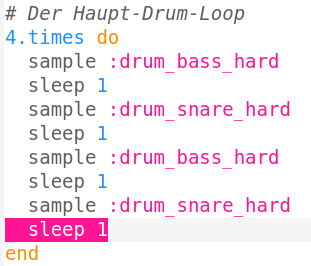 # Der Haupt-Drum-Loop
4.times do
  sample :drum_bass_hard
  sleep 1
  sample :drum_snare_hard
  sleep 1
  sample :drum_bass_hard
  sleep 1
  sample :drum_snare_hard
  sleep 1
end